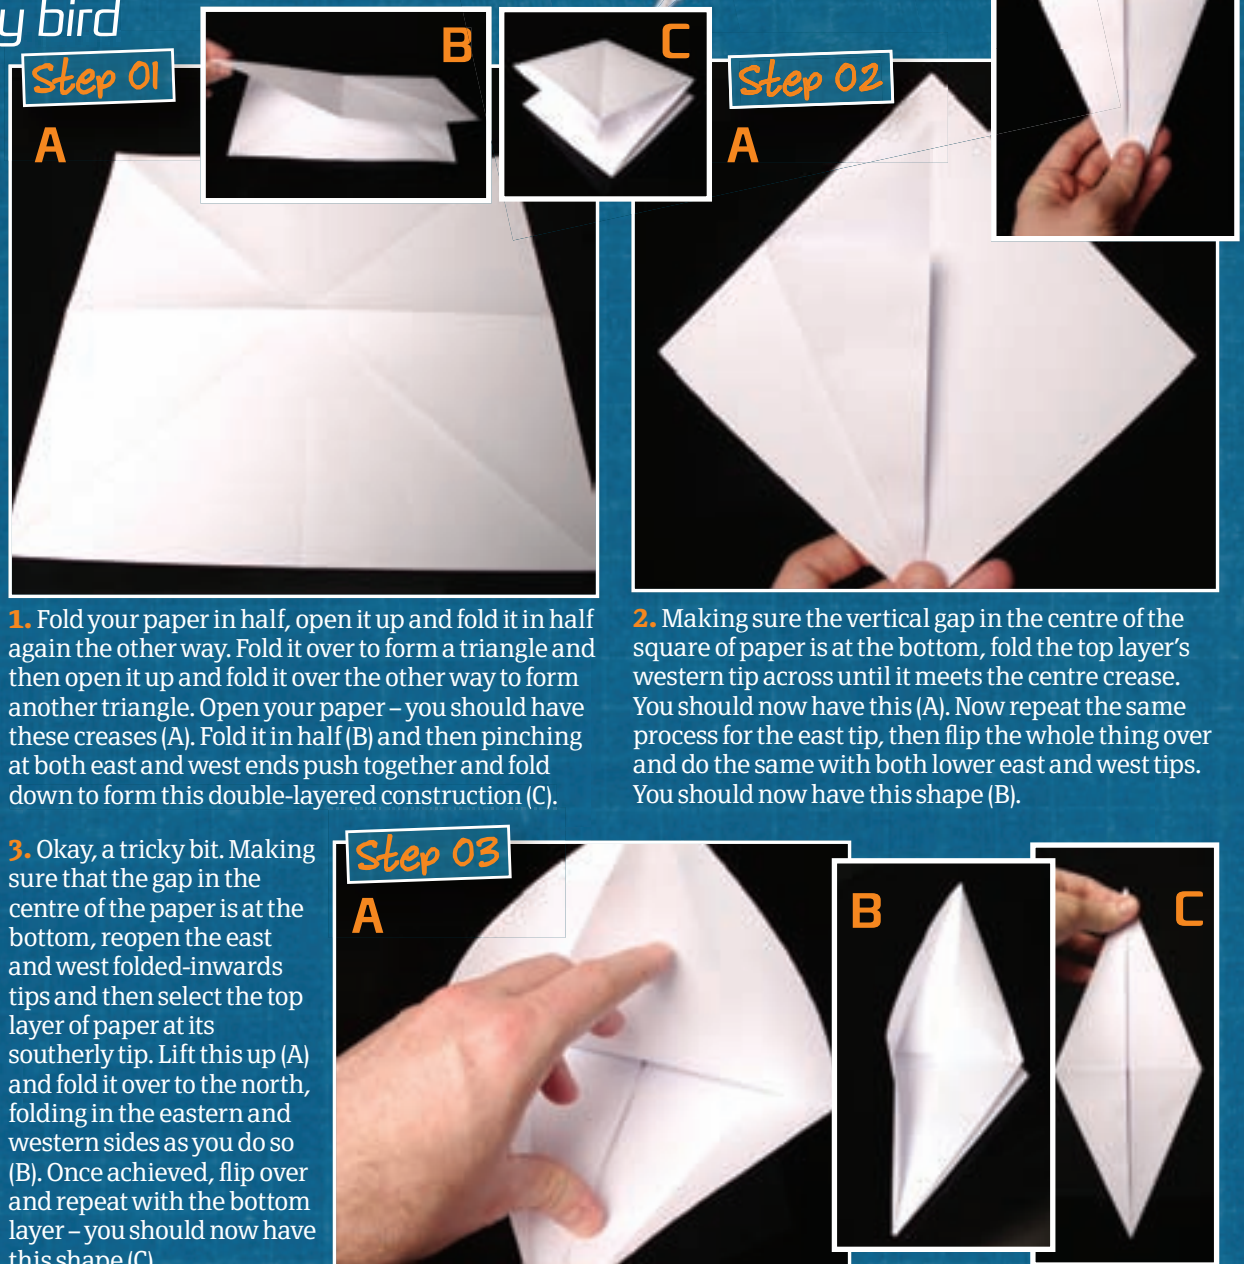 y bird
Step 01
A
B
C
Step 02
A
1. Fold your paper in half, open it up and fold it in half
again the other way. Fold it over to form a triangle and
then open it up and fold it over the other way to form
another triangle. Open your paper – you should have
these creases (A). Fold it in half (B) and then pinching
at both east and west ends push together and fold
down to form this double-layered construction (C).
2. Making sure the vertical gap in the centre of the
square of paper is at the bottom, fold the top layer’s
western tip across until it meets the centre crease.
You should now have this (A). Now repeat the same
process for the east tip, then flip the whole thing over
and do the same with both lower east and west tips.
You should now have this shape (B).
3. Okay, a tricky bit. Making
sure that the gap in the
centre of the paper is at the
bottom, reopen the east
and west folded-inwards
tips and then select the top
layer of paper at its
southerly tip. Lift this up (A)
and fold it over to the north,
folding in the eastern and
western sides as you do so
(B). Once achieved, flip over
and repeat with the bottom
layer – you should now have
this shape (C)
Step 03
A
B
C